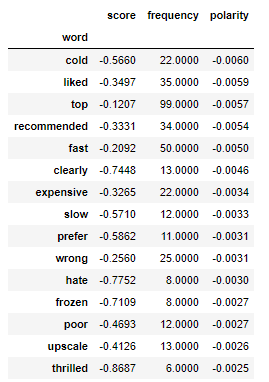 score frequency polarity
word
cold -0.5660 22.0000 -0.0060
liked -0.3497 35.0000 -0.0059
top -0.1207 99.0000 -0.0057
recommended -0.3331 34.0000 -0.0054
fast -0.2092 50.0000 -0.0050
clearly -0.7448 13.0000 -0.0046
expensive -0.3265 22.0000 -0.0034
slow -0.5710 12.0000 -0.0033
prefer -0.5862 11.0000 -0.0031
wrong -0.2560 25.0000 -0.0031
hate -0.7752 8.0000 -0.0030
frozen -0.7109 8.0000 -0.0027
poor -0.4693 12.0000 -0.0027
upscale -0.4126 13.0000 -0.0026
thrilled -0.8687 6.0000 -0.0025